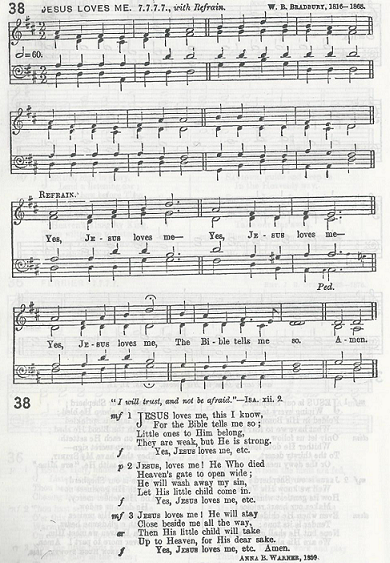 38 JESUS LOVES ME. 7.7.7.7., with Refrain. W. B. BRADBURY, 1816–1868.
=60.
REFRAIN.
Yes, Je - sus loves me— Yes, Je - sus loves me—
Ped.
Yes, Je - sus loves me, The Bi - ble tells me so. A - men.
38 "I will trust, and not be afraid."—ISA. xii. 2.
mf 1 JESUS loves me, this I know,
For the Bible tells me so;
Little ones to Him belong,
They are weak, but He is strong.
f Yes, Jesus loves me, etc.
p 2 JESUS, loves me! He Who died
Heaven's gate to open wide;
He will wash away my sin,
Let His little child come in.
f Yes, Jesus loves me, etc.
mf 3 JESUS loves me! He will stay
Close beside me all the way,
cr Then His little child will take
Up to Heaven, for His dear sake.
f Yes, Jesus loves me, etc. Amen.
ANNA B. WARNER, 1859.